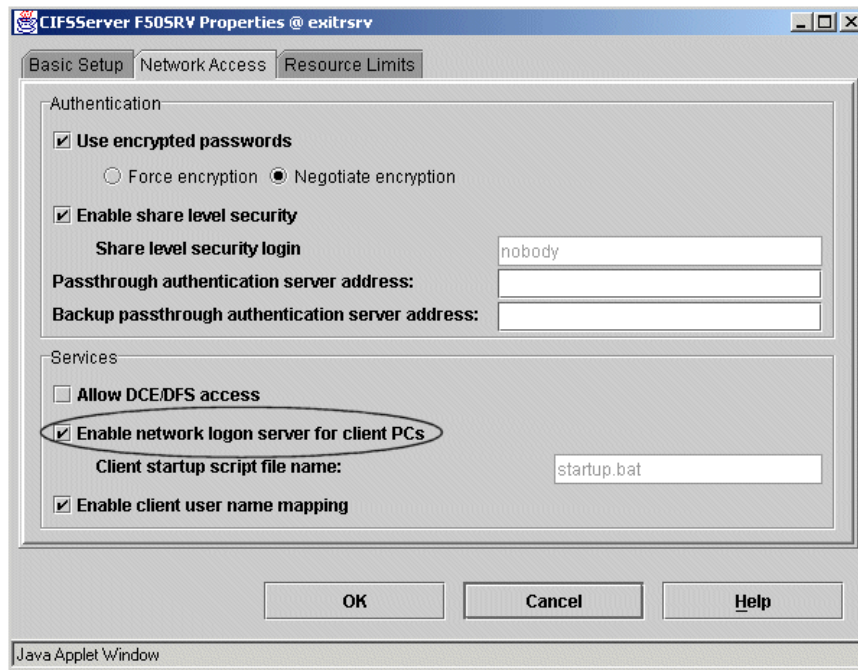 CIFSServer F50SRV Properties @ exitrsrv
Basic Setup Network Access Resource Limits
Authentication
Use encrypted passwords
Force encryption Negotiate encryption
Enable share level security
Share level security login nobody
Passthrough authentication server address:
Backup passthrough authentication server address:
Services
Allow DCE/DFS access
Enable network logon server for client PCs
Client startup script file name: startup.bat
Enable client user name mapping
OK Cancel Help
Java Applet Window